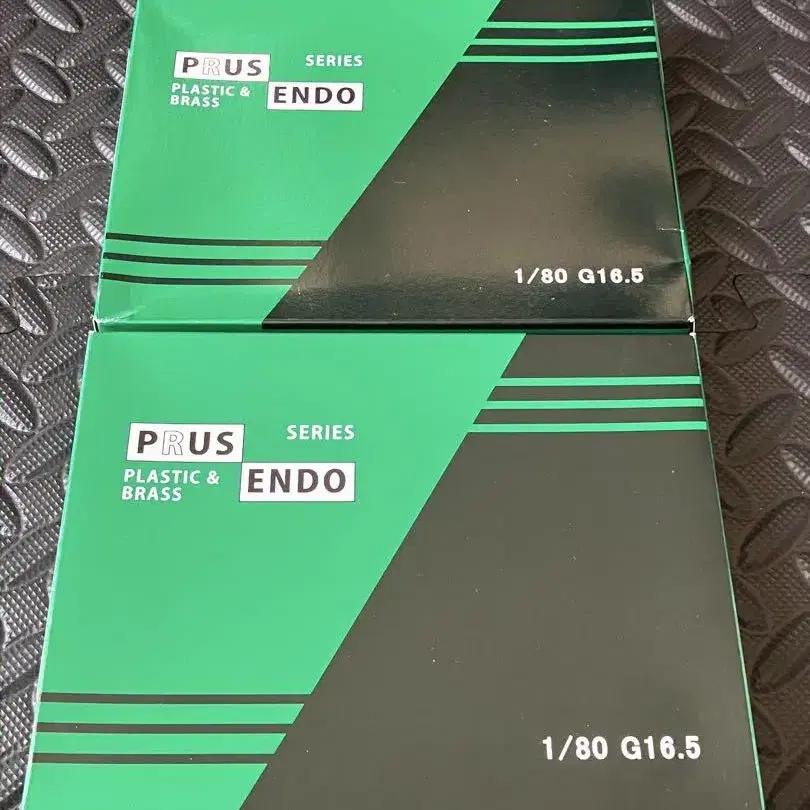 PRUS SERIES
PLASTIC &
BRASS ENDO
1/80 G16.5
PRUS SERIES
PLASTIC &
BRASS ENDO
1/80 G16.5